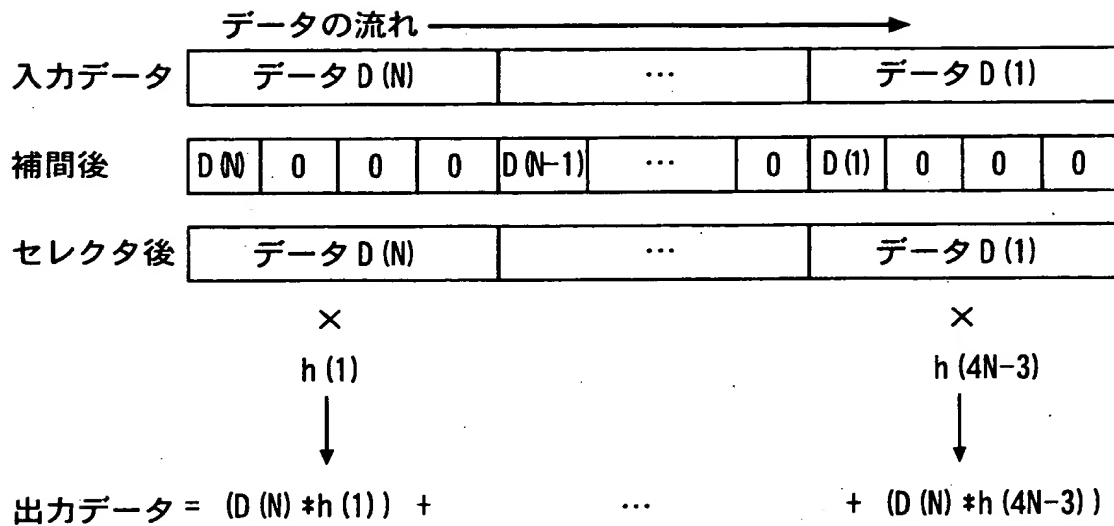 データの流れ
入力データ データD(N) … データD(1)
補間後 D(N) 0 0 0 D(N-1) … 0 D(1) 0 0 0
セレクタ後 データD(N) … データD(1)
× ×
h(1) h(4N-3)
出力データ= (D(N)*h(1)) + … + (D(N)*h(4N-3))